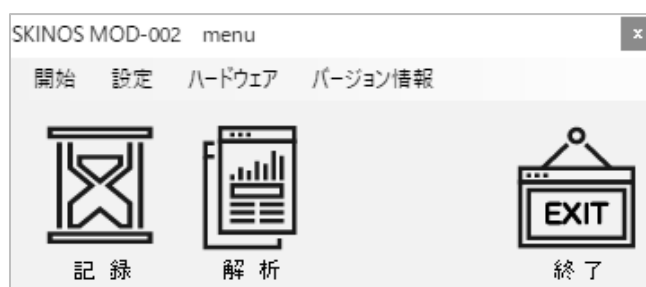 SKINOS MOD-002 menu x
開始 設定 ハードウェア バージョン情報
EXIT
記 録 解 析 終 了